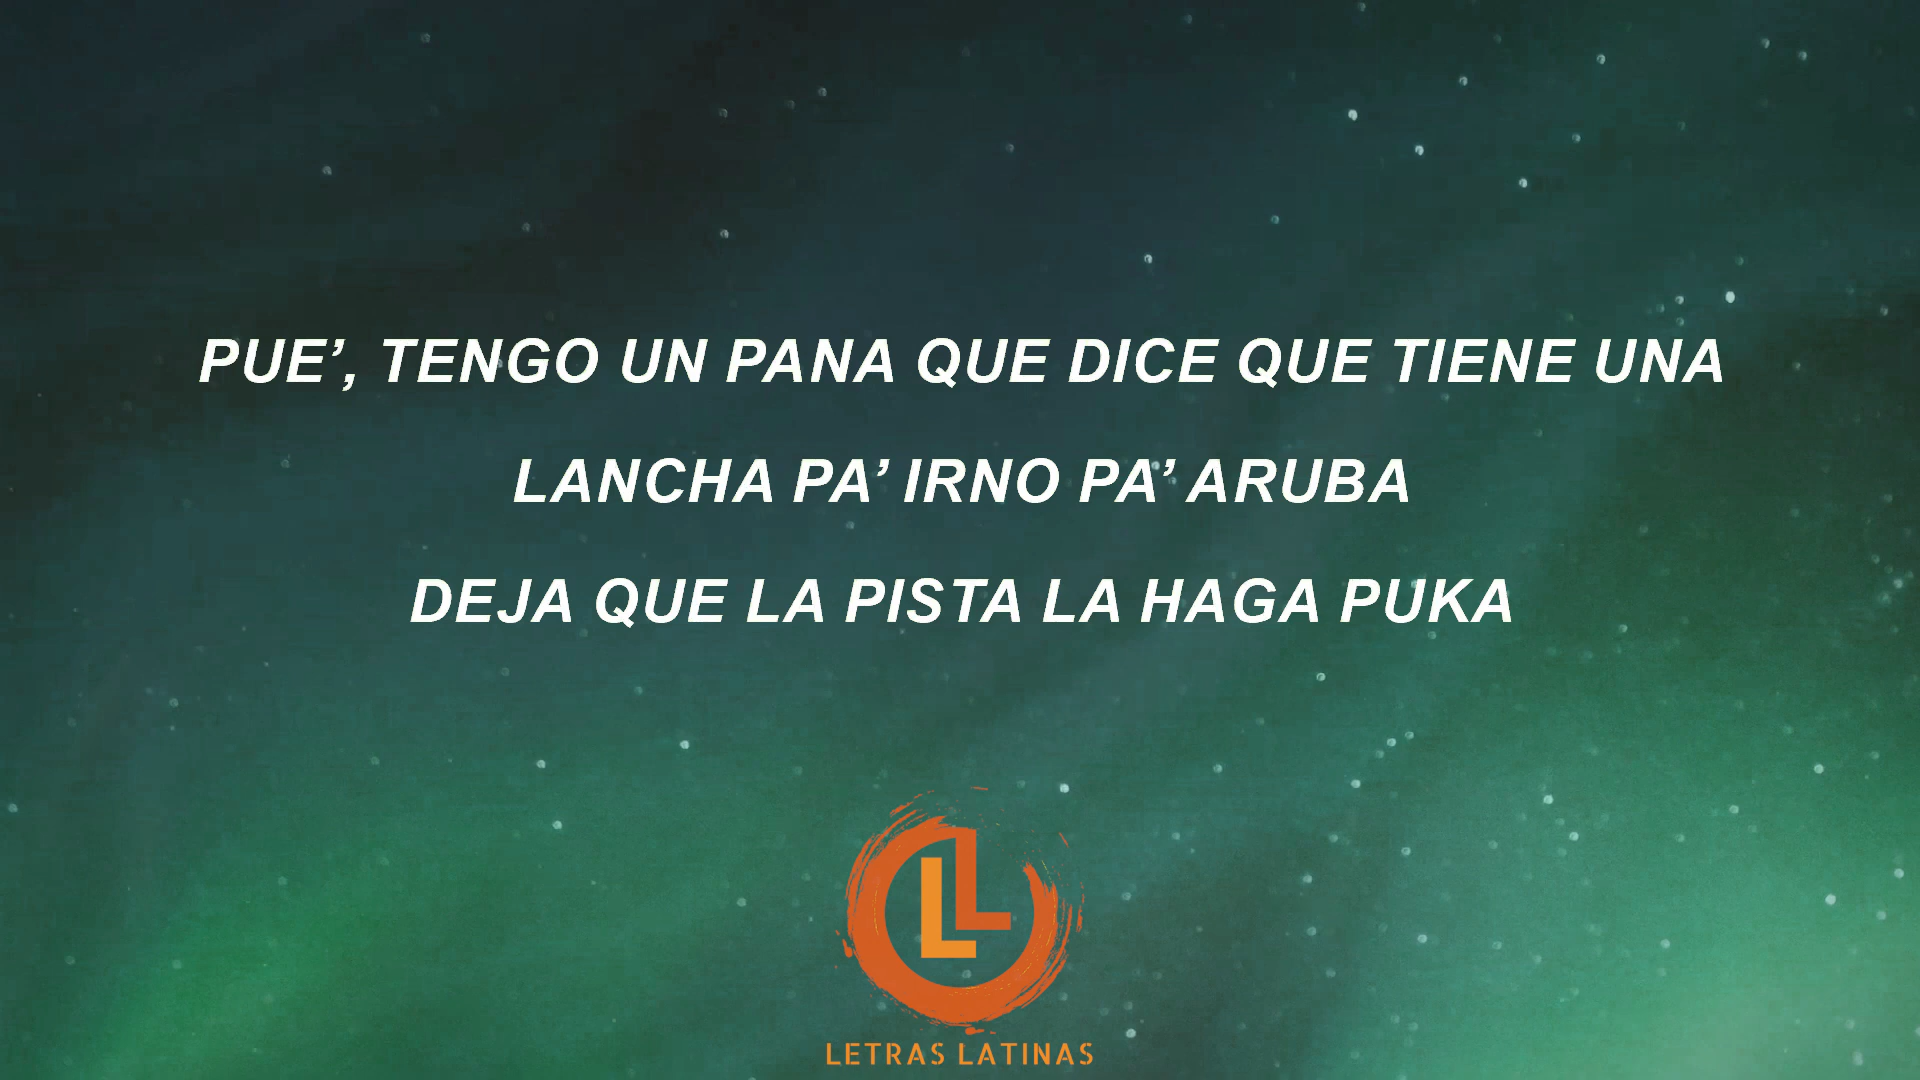 PUE’, TENGO UN PANA QUE DICE QUE TIENE UNA
LANCHA PA’ IRNO PA’ ARUBA
DEJA QUE LA PISTA LA HAGA PUKA
LL
LETRAS LATINAS